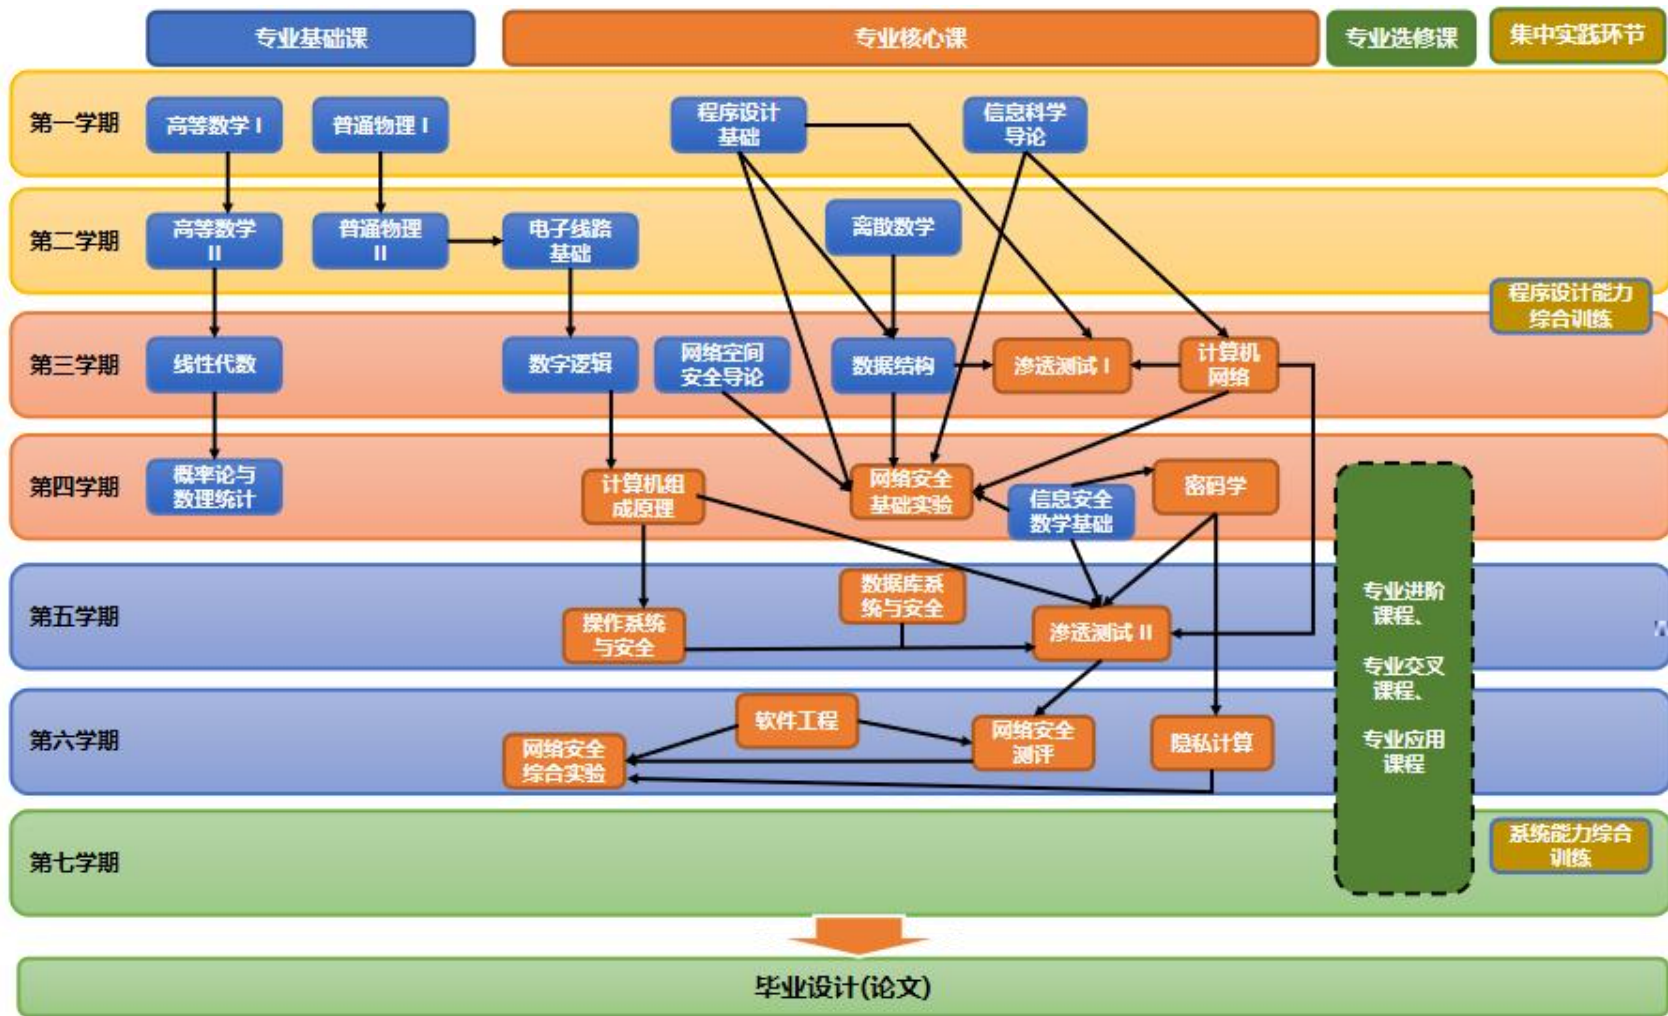 专业基础课
专业核心课
专业选修课
集中实践环节
第一学期
高等数学 I
普通物理 I
程序设计
基础
信息科学
导论
第二学期
高等数学
II
普通物理
II
电子线路
基础
离散数学
程序设计能力
综合训练
第三学期
线性代数
数字逻辑
网络空间
安全导论
数据结构
渗透测试 I
计算机
网络
第四学期
概率论与
数理统计
计算机组
成原理
网络安全
基础实验
信息安全
数学基础
密码学
第五学期
操作系统
与安全
数据库系
统与安全
渗透测试 II
专业进阶
课程、
专业交叉
课程、
专业应用
课程
第六学期
网络安全
综合实验
软件工程
网络安全
测评
隐私计算
第七学期
系统能力综合
训练
毕业设计(论文)